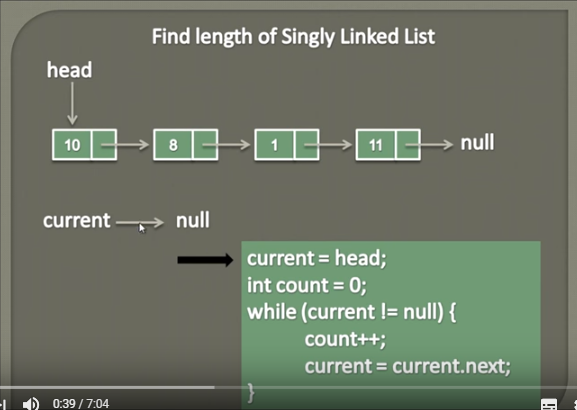 Find length of Singly Linked List
head
10 8 1 11 null
current null
current = head;
int count = 0;
while (current != null) {
count++;
current = current.next;
}
0:39 / 7:04